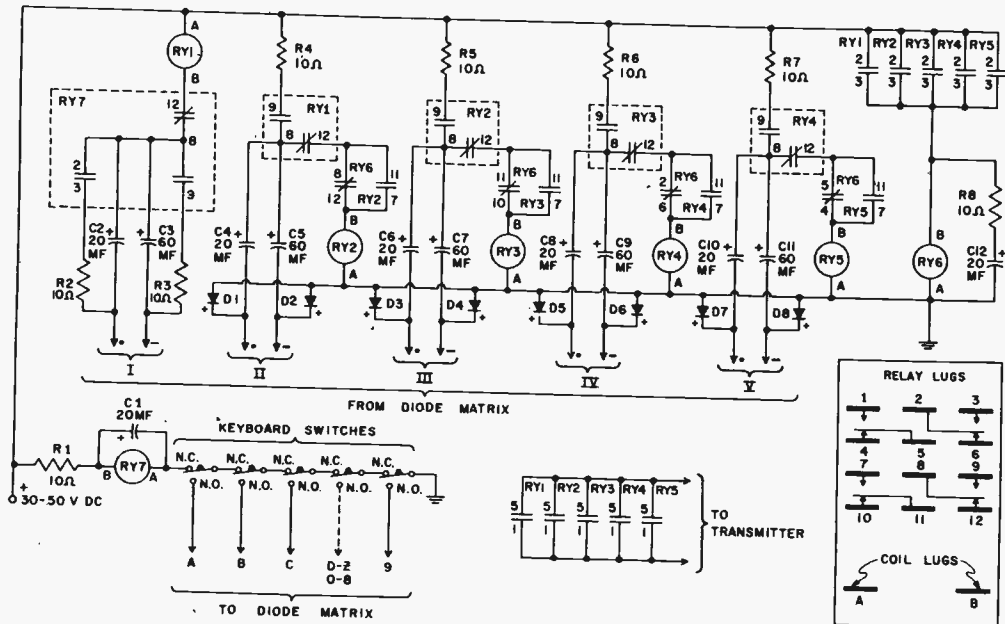 A
RY1
B
RY7
12
8
2
3
9
C2
20
MF
+
C3
60
MF
+
R2
10Ω
R3
10Ω
R4
10Ω
RY1
9
8
12
RY6
8
12
11
7
RY2
B
RY2
A
C4
20
MF
+
C5
60
MF
+
D1
+
D2
+
R5
10Ω
RY2
9
8
12
RY6
11
10
11
7
RY3
B
RY3
A
C6
20
MF
+
C7
60
MF
+
D3
+
D4
+
R6
10Ω
RY3
9
8
12
RY6
2
6
11
7
RY4
B
RY4
A
C8
20
MF
+
C9
60
MF
+
D5
+
D6
+
R7
10Ω
RY4
9
8
12
RY6
5
4
11
7
RY5
B
RY5
A
C10
20
MF
+
C11
60
MF
+
D7
+
D8
+
RY1 RY2 RY3 RY4 RY5
2 2 2 2 2
3 3 3 3 3
B
RY6
A
R8
10Ω
C12
20
MF
+
• − • − • − • − • −
I II III IV V
FROM DIODE MATRIX
C1
20MF
+
R1
10Ω
B RY7 A
+
30-50 V DC
KEYBOARD SWITCHES
N.C. N.C. N.C. N.C. N.C.
N.O. N.O. N.O. N.O. N.O.
A B C D-Z 9
0-8
TO DIODE MATRIX
RY1 RY2 RY3 RY4 RY5
5 5 5 5 5
1 1 1 1 1
TO
TRANSMITTER
RELAY LUGS
1 2 3
4 5 6
7 8 9
10 11 12
COIL LUGS
A B